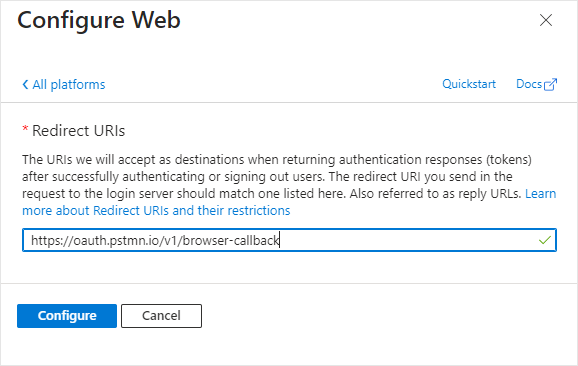 Configure Web
All platforms
Quickstart
Docs
* Redirect URIs
The URIs we will accept as destinations when returning authentication responses (tokens)
after successfully authenticating or signing out users. The redirect URI you send in the
request to the login server should match one listed here. Also referred to as reply URLs. Learn
more about Redirect URIs and their restrictions
https://oauth.pstmn.io/v1/browser-callback
Configure
Cancel